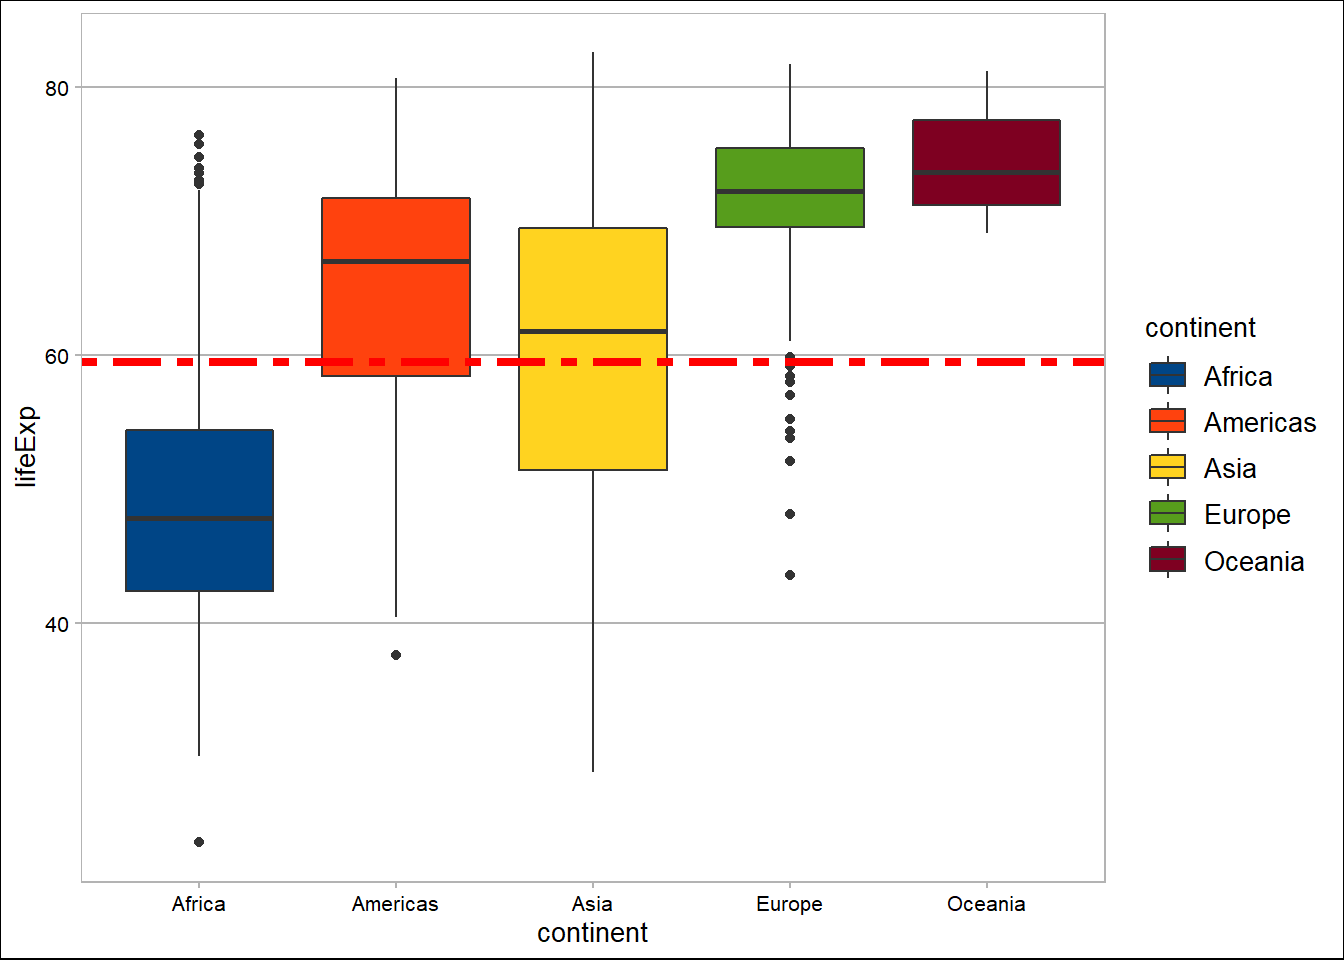 80
60
40
lifeExp
Africa
Americas
Asia
Europe
Oceania
continent
continent
Africa
Americas
Asia
Europe
Oceania